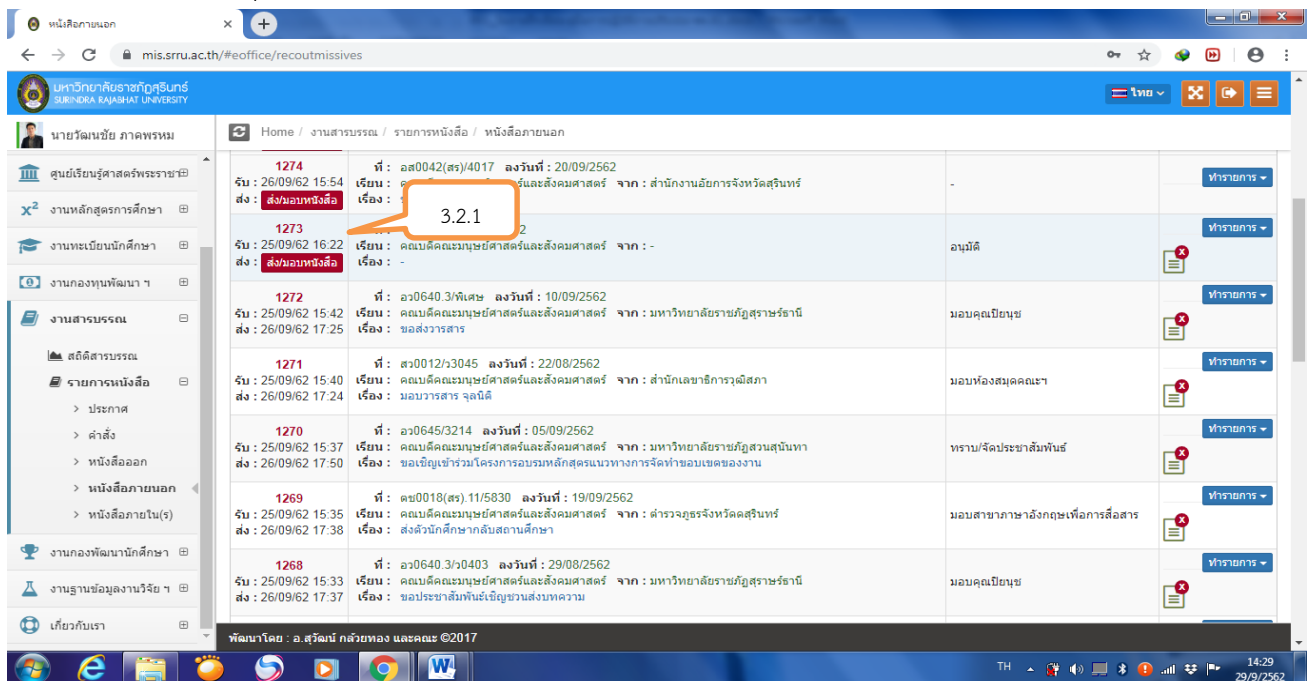 หนังสือภายนอก
mis.srru.ac.th/#eoffice/recoutmissives
มหาวิทยาลัยราชภัฏสุรินทร์
SURINDRA RAJABHAT UNIVERSITY
ไทย
นายวัฒนชัย ภาคพรหม
Home / งานสารบรรณ / รายการหนังสือ / หนังสือภายนอก
ศูนย์เรียนรู้ศาสตร์พระราชา
งานหลักสูตรการศึกษา
งานทะเบียนนักศึกษา
งานกองทุนพัฒนา ฯ
งานสารบรรณ
สถิติสารบรรณ
รายการหนังสือ
> ประกาศ
> คำสั่ง
> หนังสือออก
> หนังสือภายนอก
> หนังสือภายใน(ร)
งานกองพัฒนานักศึกษา
งานฐานข้อมูลงานวิจัย ฯ
เกี่ยวกับเรา
1274 ที่ : อส0042(สร)/4017 ลงวันที่ : 20/09/2562 ทำรายการ
รับ : 26/09/62 15:54 เรียน : ร์และสังคมศาสตร์ จาก : สำนักงานอัยการจังหวัดสุรินทร์ -
ส่ง : ส่ง/มอบหนังสือ เรื่อง :
3.2.1
1273 2 ทำรายการ
รับ : 25/09/62 16:22 เรียน : คณบดีคณะมนุษย์ศาสตร์และสังคมศาสตร์ จาก : - อนุมัติ
ส่ง : ส่ง/มอบหนังสือ เรื่อง : -
1272 ที่ : อว0640.3/พิเศษ ลงวันที่ : 10/09/2562 ทำรายการ
รับ : 25/09/62 15:42 เรียน : คณบดีคณะมนุษย์ศาสตร์และสังคมศาสตร์ จาก : มหาวิทยาลัยราชภัฏสุราษร์ธานี มอบคุณปิยนุช
ส่ง : 26/09/62 17:25 เรื่อง : ขอส่งวารสาร
1271 ที่ : สว0012/ว3045 ลงวันที่ : 22/08/2562 ทำรายการ
รับ : 25/09/62 15:40 เรียน : คณบดีคณะมนุษย์ศาสตร์และสังคมศาสตร์ จาก : สำนักเลขาธิการวุฒิสภา มอบห้องสมุดคณะฯ
ส่ง : 26/09/62 17:24 เรื่อง : มอบวารสาร จุลนิติ
1270 ที่ : อว0645/3214 ลงวันที่ : 05/09/2562 ทำรายการ
รับ : 25/09/62 15:37 เรียน : คณบดีคณะมนุษย์ศาสตร์และสังคมศาสตร์ จาก : มหาวิทยาลัยราชภัฏสวนสุนันทา ทราบ/จัดประชาสัมพันธ์
ส่ง : 26/09/62 17:50 เรื่อง : ขอเชิญเข้าร่วมโครงการอบรมหลักสูตรแนวทางการจัดทำขอบเขตของงาน
1269 ที่ : ตช0018(สร).11/5830 ลงวันที่ : 19/09/2562 ทำรายการ
รับ : 25/09/62 15:35 เรียน : คณบดีคณะมนุษย์ศาสตร์และสังคมศาสตร์ จาก : ตำรวจภูธรจังหวัดดสุรินทร์ มอบสาขาภาษาอังกฤษเพื่อการสื่อสาร
ส่ง : 26/09/62 17:38 เรื่อง : ส่งตัวนักศึกษากลับสถานศึกษา
1268 ที่ : อว0640.3/ว0403 ลงวันที่ : 29/08/2562 ทำรายการ
รับ : 25/09/62 15:33 เรียน : คณบดีคณะมนุษย์ศาสตร์และสังคมศาสตร์ จาก : มหาวิทยาลัยราชภัฏสุราษร์ธานี มอบคุณปิยนุช
ส่ง : 26/09/62 17:37 เรื่อง : ขอประชาสัมพันธ์เชิญชวนส่งบทความ
พัฒนาโดย : อ.สุวัฒน์ กล้วยทอง และคณะ ©2017
TH 14:29
29/9/2562